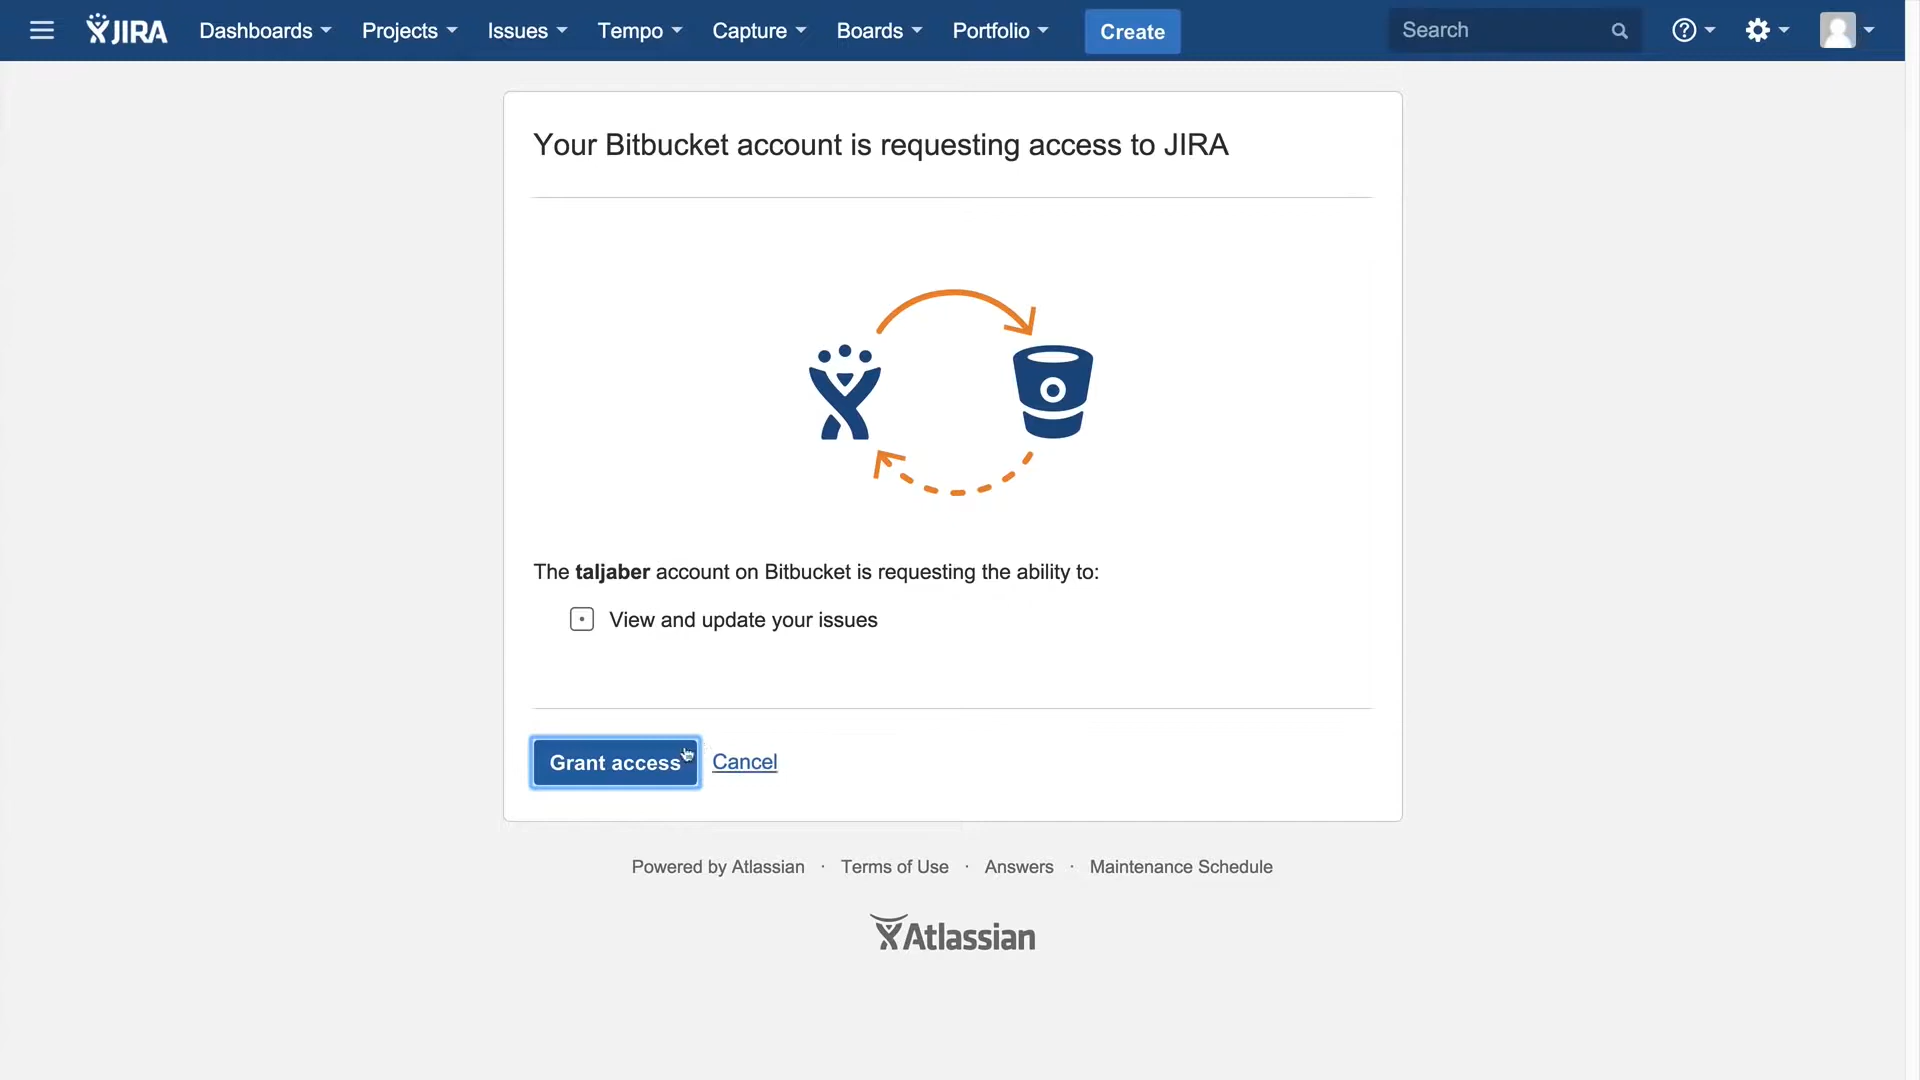 JIRA Dashboards Projects Issues Tempo Capture Boards Portfolio Create Search
Your Bitbucket account is requesting access to JIRA
The taljaber account on Bitbucket is requesting the ability to:
View and update your issues
Grant access Cancel
Powered by Atlassian · Terms of Use · Answers · Maintenance Schedule
Atlassian